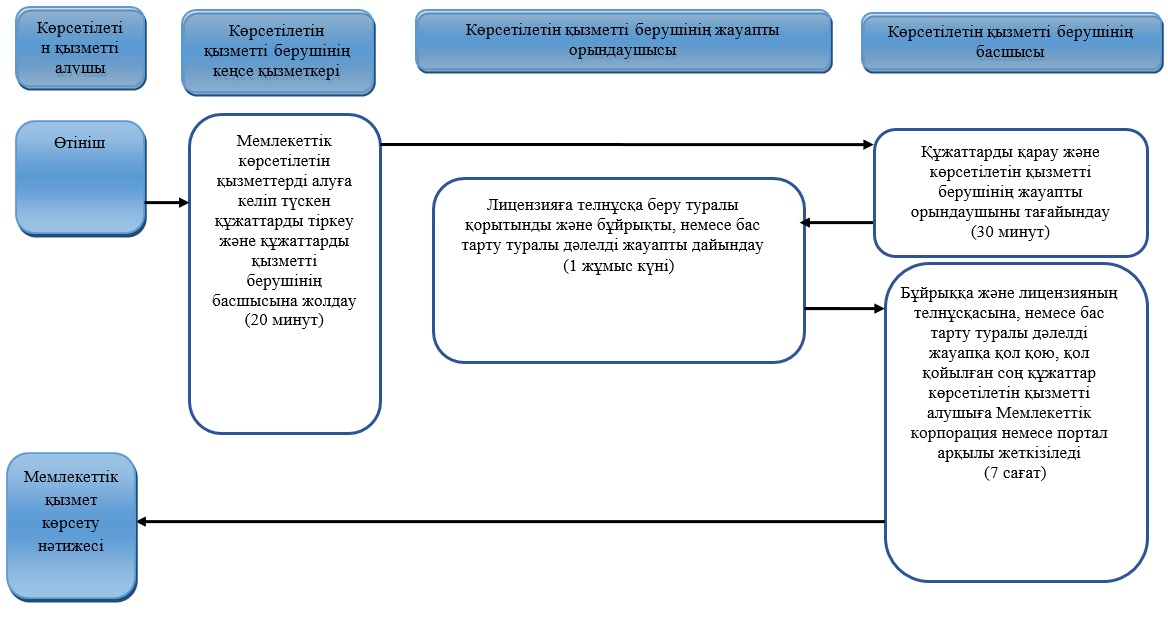 Көрсетілеті
н қызметті
алушы
Көрсетілетін
қызметті берушінің
кеңсе қызметкері
Көрсетілетін қызметті берушінің жауапты
орындаушысы
Көрсетілетін қызметті берушінің
басшысы
Өтініш
Мемлекеттік
көрсетілетін
қызметтерді алуға
келіп түскен
құжаттарды тіркеу
және құжаттарды
қызметті
берушінің
басшысына жолдау
(20 минут)
Лицензияға телнұсқа беру туралы
қорытынды және бұйрықты, немесе бас
тарту туралы дәлелді жауапты дайындау
(1 жұмыс күні)
Құжаттарды қарау және
көрсетілетін қызметті
берушінің жауапты
орындаушыны тағайындау
(30 минут)
Бұйрыққа және лицензияның
телнұсқасына, немесе бас
тарту туралы дәлелді
жауапқа қол қою, қол
қойылған соң құжаттар
көрсетілетін қызметті
алушыға Мемлекеттік
корпорация немесе портал
арқылы жеткізіледі
(7 сағат)
Мемлекеттік
қызмет
көрсету
нәтижесі